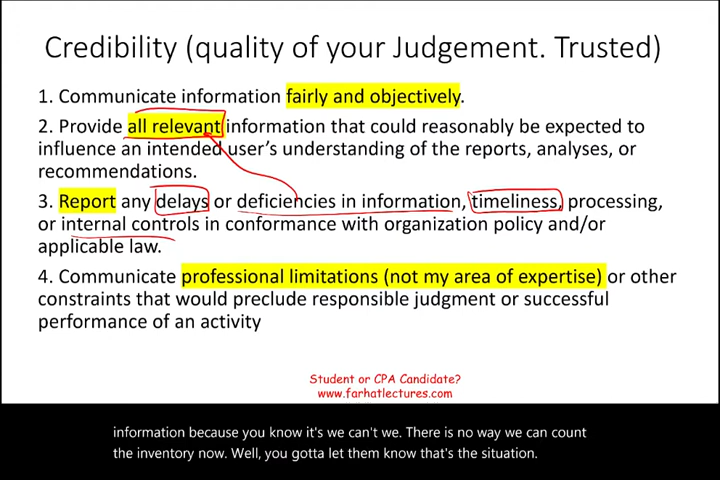 Credibility (quality of your Judgement. Trusted)
1. Communicate information fairly and objectively.
2. Provide all relevant information that could reasonably be expected to
influence an intended user's understanding of the reports, analyses, or
recommendations.
3. Report any delays or deficiencies in information, timeliness, processing,
or internal controls in conformance with organization policy and/or
applicable law.
4. Communicate professional limitations (not my area of expertise) or other
constraints that would preclude responsible judgment or successful
performance of an activity
Student or CPA Candidate?
www.farhatlectures.com
information because you know it's we can't we. There is no way we can count
the inventory now. Well, you gotta let them know that's the situation.